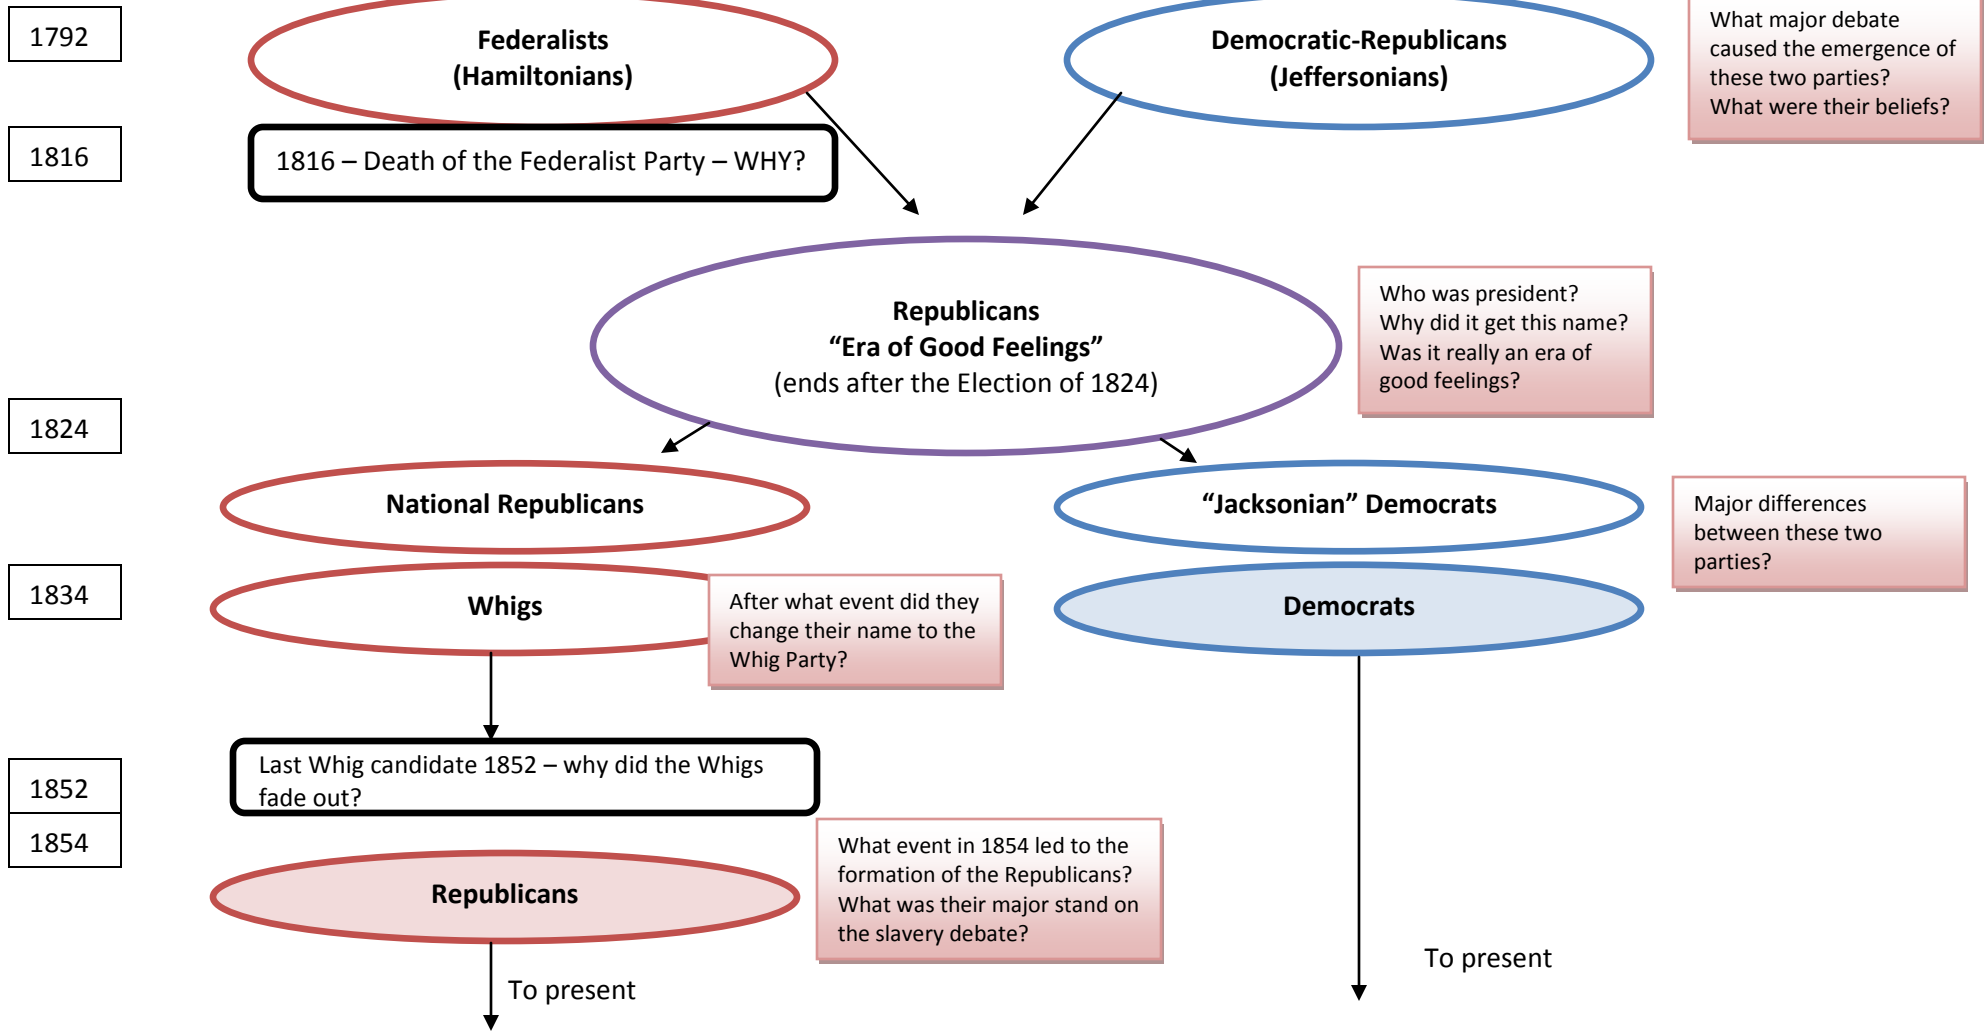 1792
Federalists
(Hamiltonians)
Democratic-Republicans
(Jeffersonians)
What major debate
caused the emergence of
these two parties?
What were their beliefs?
1816
1816 – Death of the Federalist Party – WHY?
Republicans
“Era of Good Feelings”
(ends after the Election of 1824)
Who was president?
Why did it get this name?
Was it really an era of
good feelings?
1824
National Republicans
“Jacksonian” Democrats
Major differences
between these two
parties?
1834
Whigs
After what event did they
change their name to the
Whig Party?
Democrats
1852
Last Whig candidate 1852 – why did the Whigs
fade out?
1854
Republicans
What event in 1854 led to the
formation of the Republicans?
What was their major stand on
the slavery debate?
To present
To present